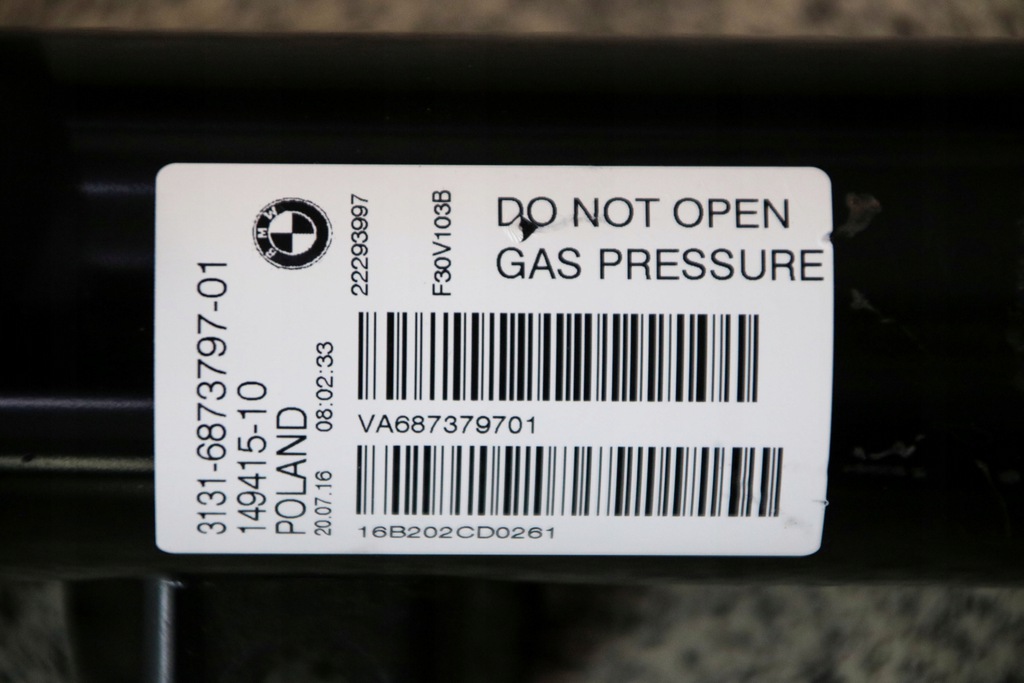 DO NOT OPEN
GAS PRESSURE
VA687379701
16B202CD0261
3131-6873797-01
149415-10
POLAND
20.07.16 08:02:33
22293997
F30V103B
BMW